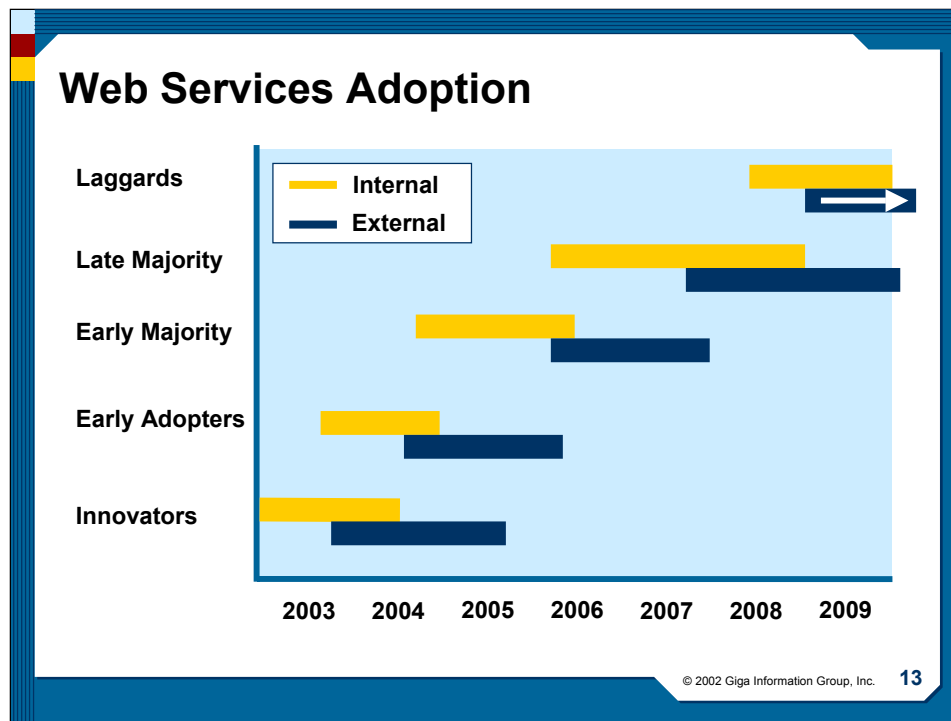 Web Services Adoption
Laggards
Internal
External
Late Majority
Early Majority
Early Adopters
Innovators
2003 2004 2005 2006 2007 2008 2009
© 2002 Giga Information Group, Inc. 13